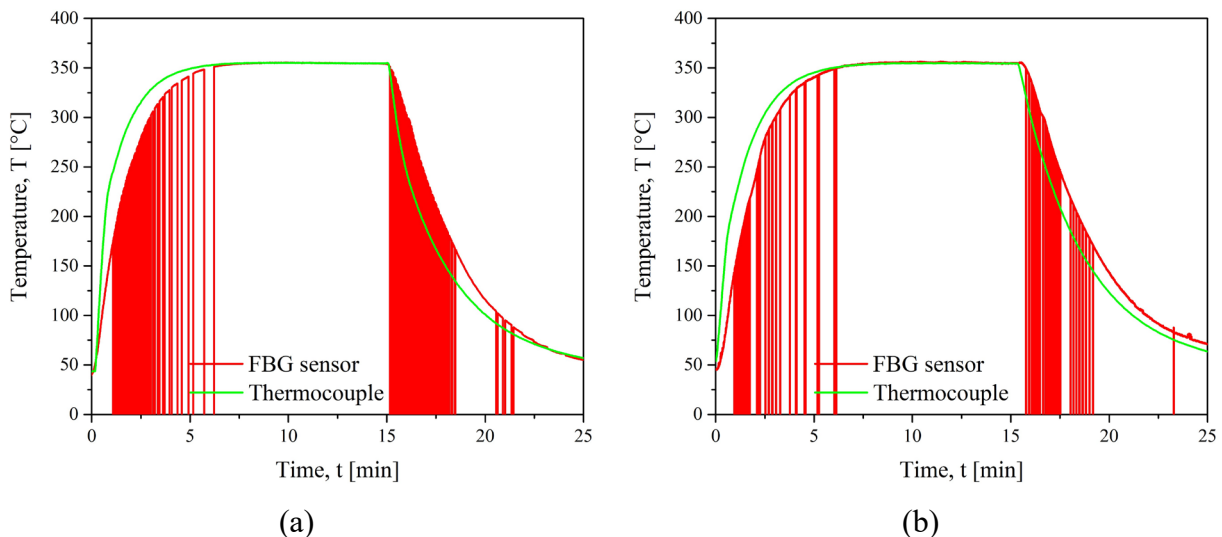 400
350
300
250
200
150
100
50
0
Temperature, T [°C]
FBG sensor
Thermocouple
0 5 10 15 20 25
Time, t [min]
(a)
400
350
300
250
200
150
100
50
0
Temperature, T [°C]
FBG sensor
Thermocouple
0 5 10 15 20 25
Time, t [min]
(b)